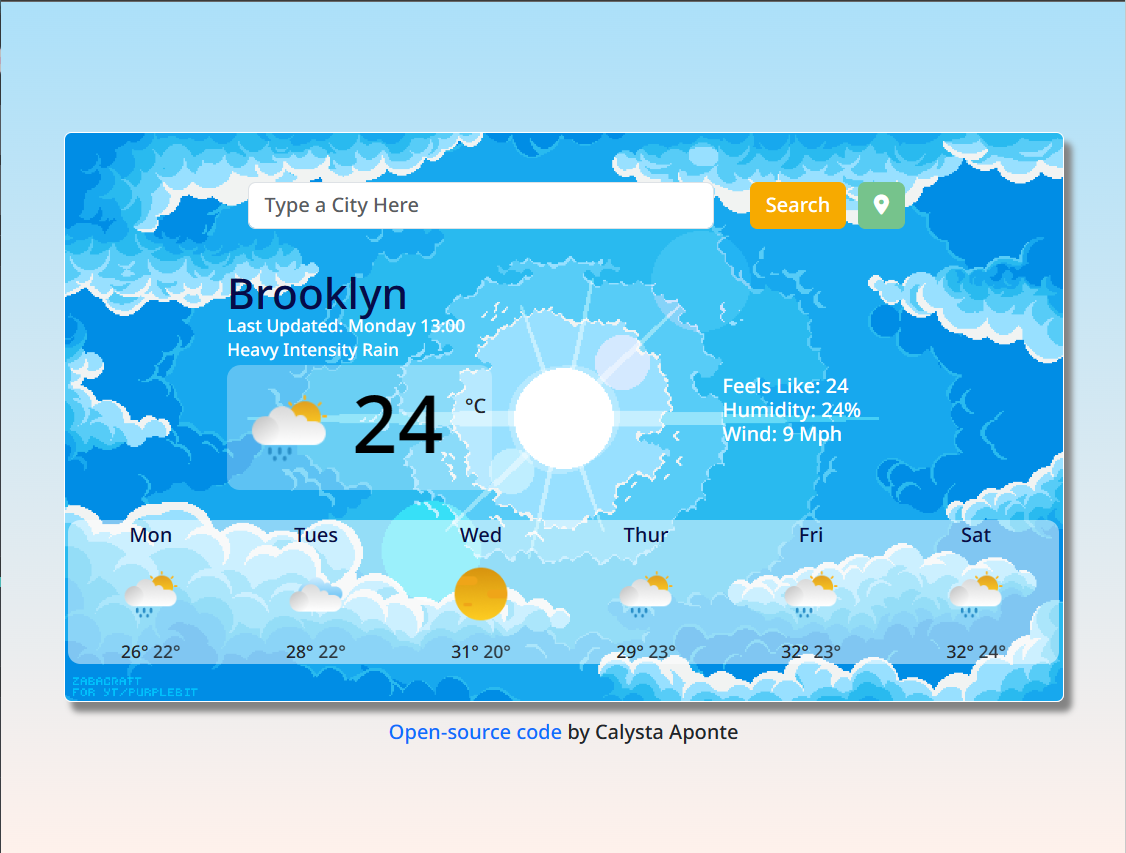 Type a City Here
Search
Brooklyn
Last Updated: Monday 13:00
Heavy Intensity Rain
24 °C
Feels Like: 24
Humidity: 24%
Wind: 9 Mph
Mon Tues Wed Thur Fri Sat
26° 22° 28° 22° 31° 20° 29° 23° 32° 23° 32° 24°
ZABACRATT
FOR YT/PURPLEBIT
Open-source code by Calysta Aponte